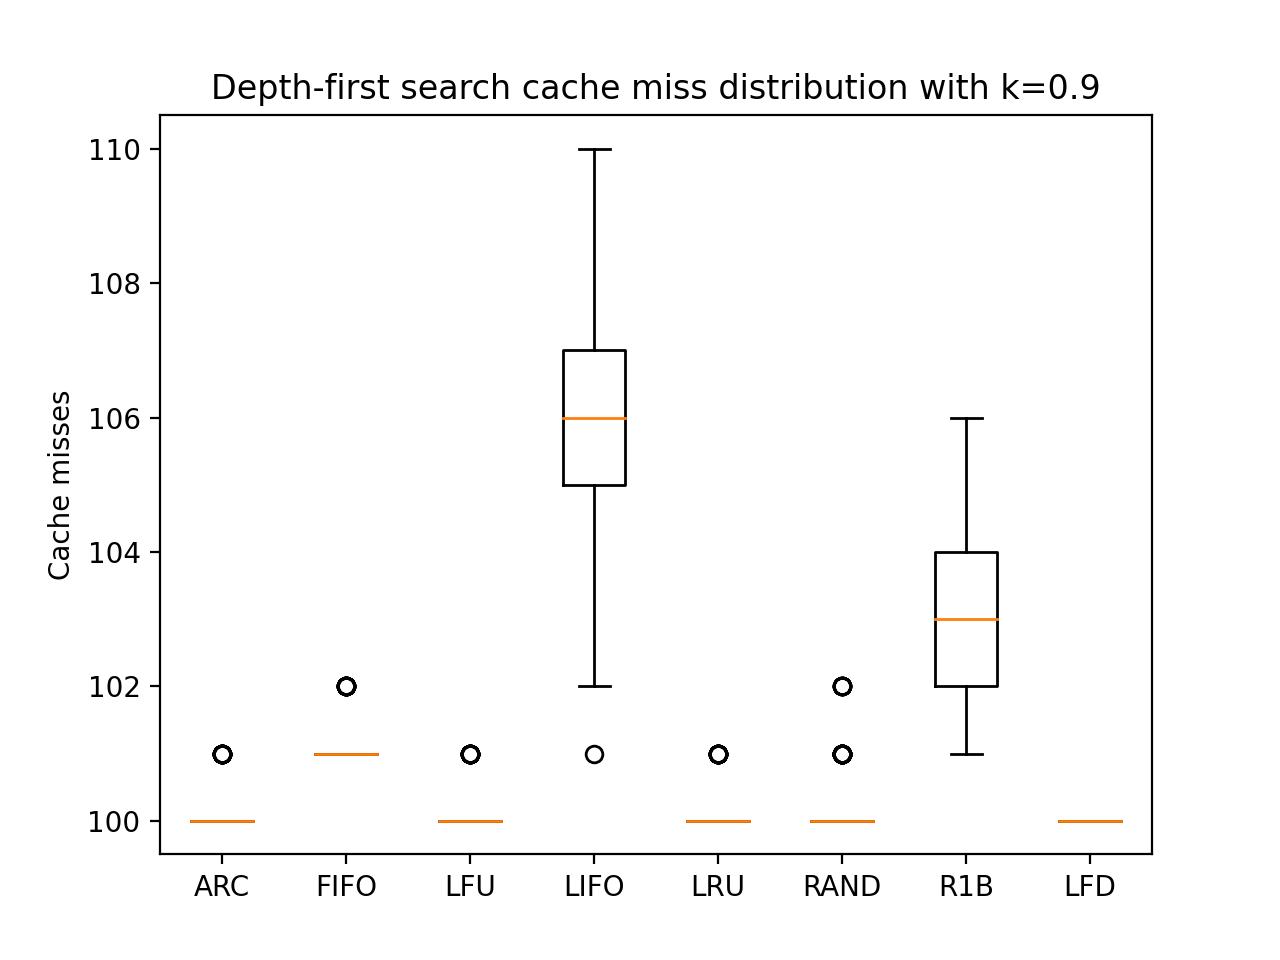 Depth-first search cache miss distribution with k=0.9
110
108
106
104
102
100
Cache misses
ARC FIFO LFU LIFO LRU RAND R1B LFD